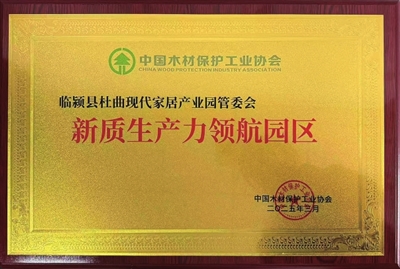 中国木材保护工业协会
CHINA WOOD PROTECTION INDUSTRY ASSOCIATION
临颍县杜曲现代家居产业园管委会
新质生产力领航园区
中国木材保护工业协会
二〇二五年三月